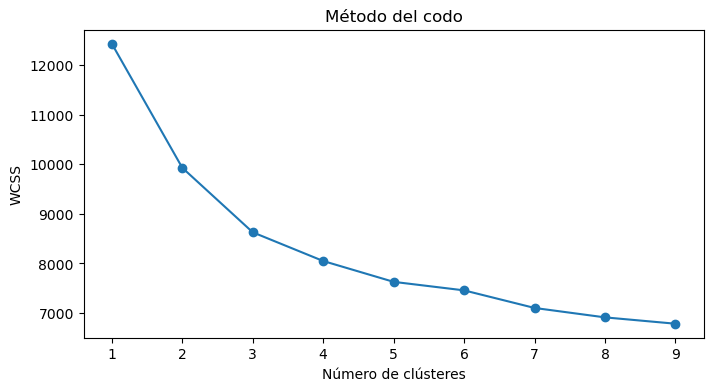 Método del codo
12000
11000
10000
9000
8000
7000
WCSS
1 2 3 4 5 6 7 8 9
Número de clústeres